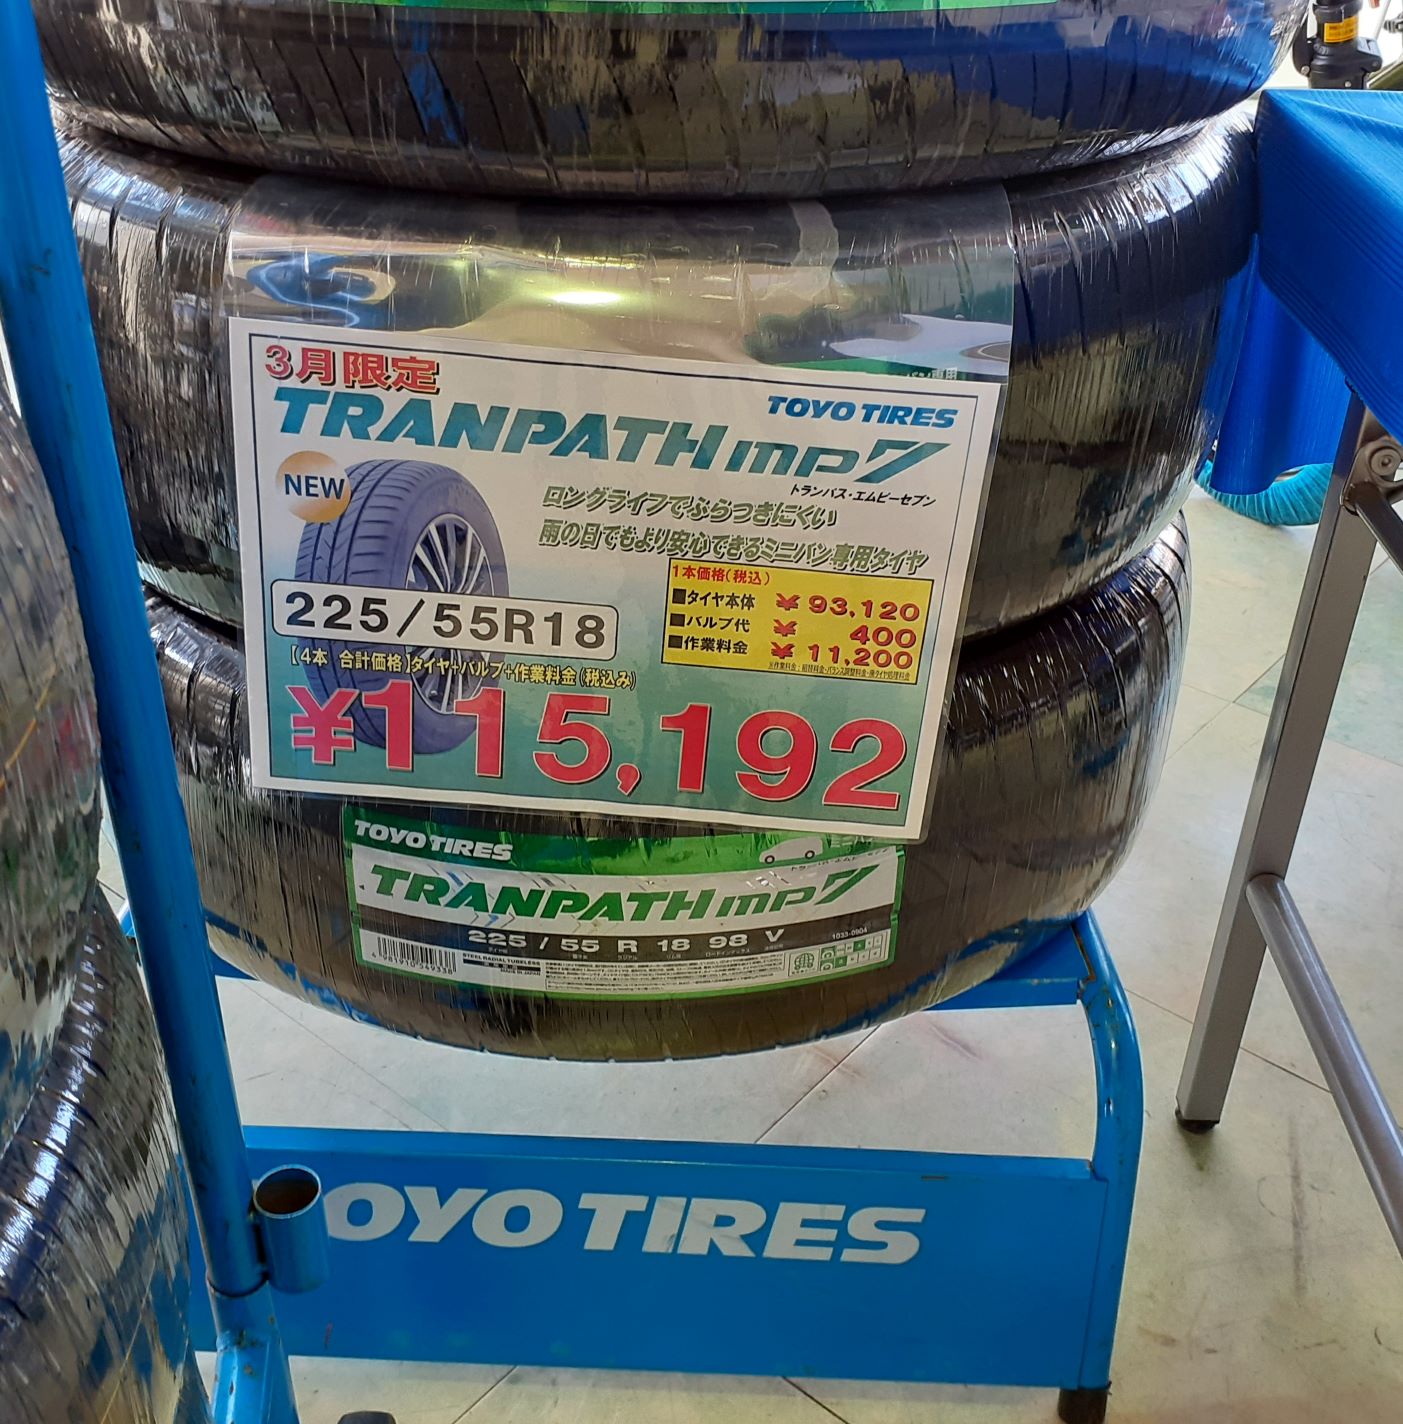 3月限定
TOYO TIRES
TRANPATH mp7
トランパス・エムピーセブン
NEW
ロングライフでふらつきにくい
雨の日でもより安心できるミニバン専用タイヤ
225/55R18
1本価格(税込)
■タイヤ本体 ¥93,120
■バルブ代 ¥400
■作業料金 ¥11,200
【4本 合計価格】タイヤ+バルブ+作業料金(税込み)
¥115,192
TOYO TIRES
TRANPATH mp7
225 / 55 R 18 98 V
1033-0904
4 981910 549338
STEEL RADIAL TUBELESS
TOYO TIRES